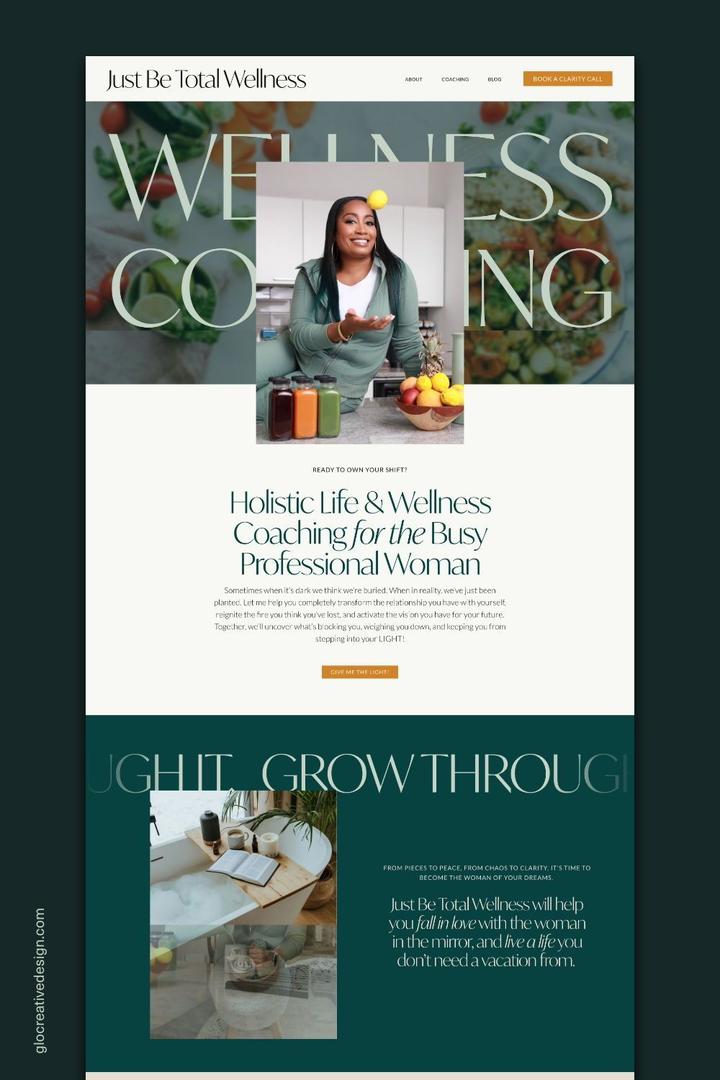 Just Be Total Wellness
ABOUT COACHING BLOG BOOK A CLARITY CALL
WELLNESS
COACHING
READY TO OWN YOUR SHIFT?
Holistic Life & Wellness
Coaching for the Busy
Professional Woman
Sometimes when it's dark we think we're buried. When in reality, we've just been
planted. Let me help you completely transform the relationship you have with yourself,
reignite the fire you think you've lost, and activate the vision you have for your future.
Together, we'll uncover what's blocking you, weighing you down, and keeping you from
stepping into your LIGHT!
GIVE ME THE LIGHT!
UGH IT. GROW THROUGH
FROM PIECES TO PEACE, FROM CHAOS TO CLARITY. IT'S TIME TO
BECOME THE WOMAN OF YOUR DREAMS.
Just Be Total Wellness will help
you fall in love with the woman
in the mirror, and live a life you
don't need a vacation from.
glocreativedesign.com